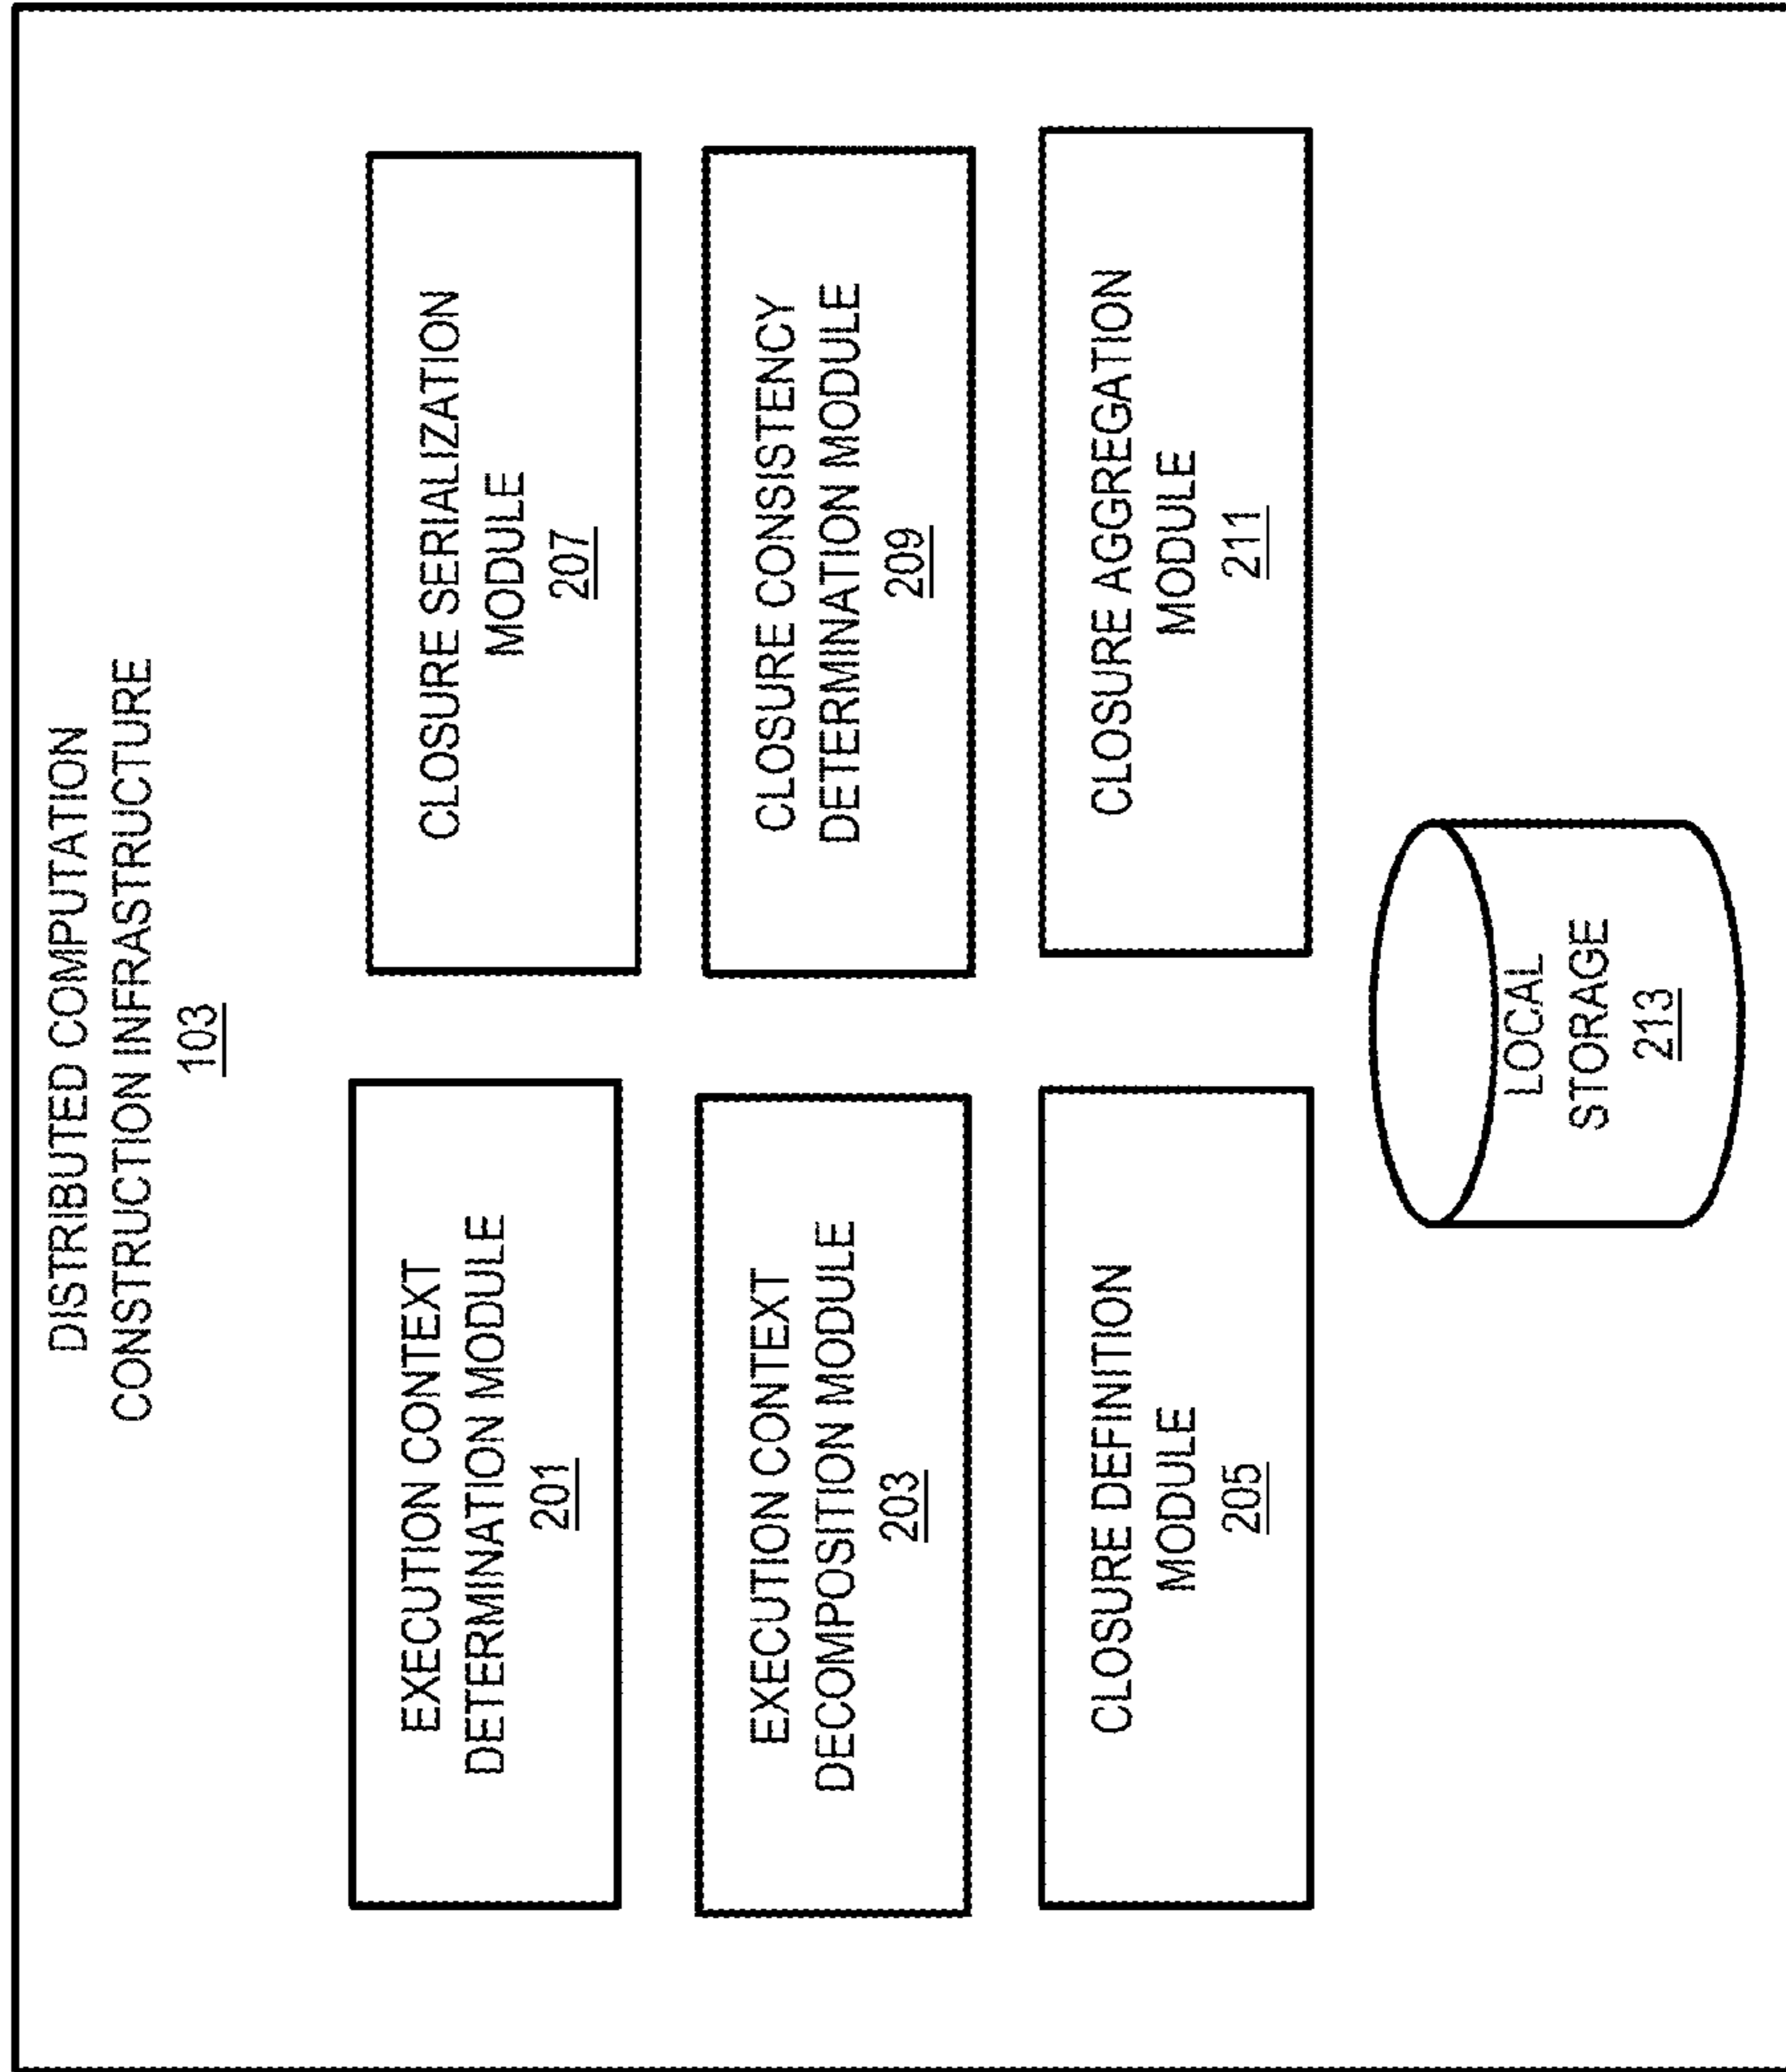 DISTRIBUTED COMPUTATION
CONSTRUCTION INFRASTRUCTURE
103
EXECUTION CONTEXT
DETERMINATION MODULE
201
EXECUTION CONTEXT
DECOMPOSITION MODULE
203
CLOSURE DEFINITION
MODULE
205
CLOSURE SERIALIZATION
MODULE
207
CLOSURE CONSISTENCY
DETERMINATION MODULE
209
CLOSURE AGGREGATION
MODULE
211
LOCAL
STORAGE
213